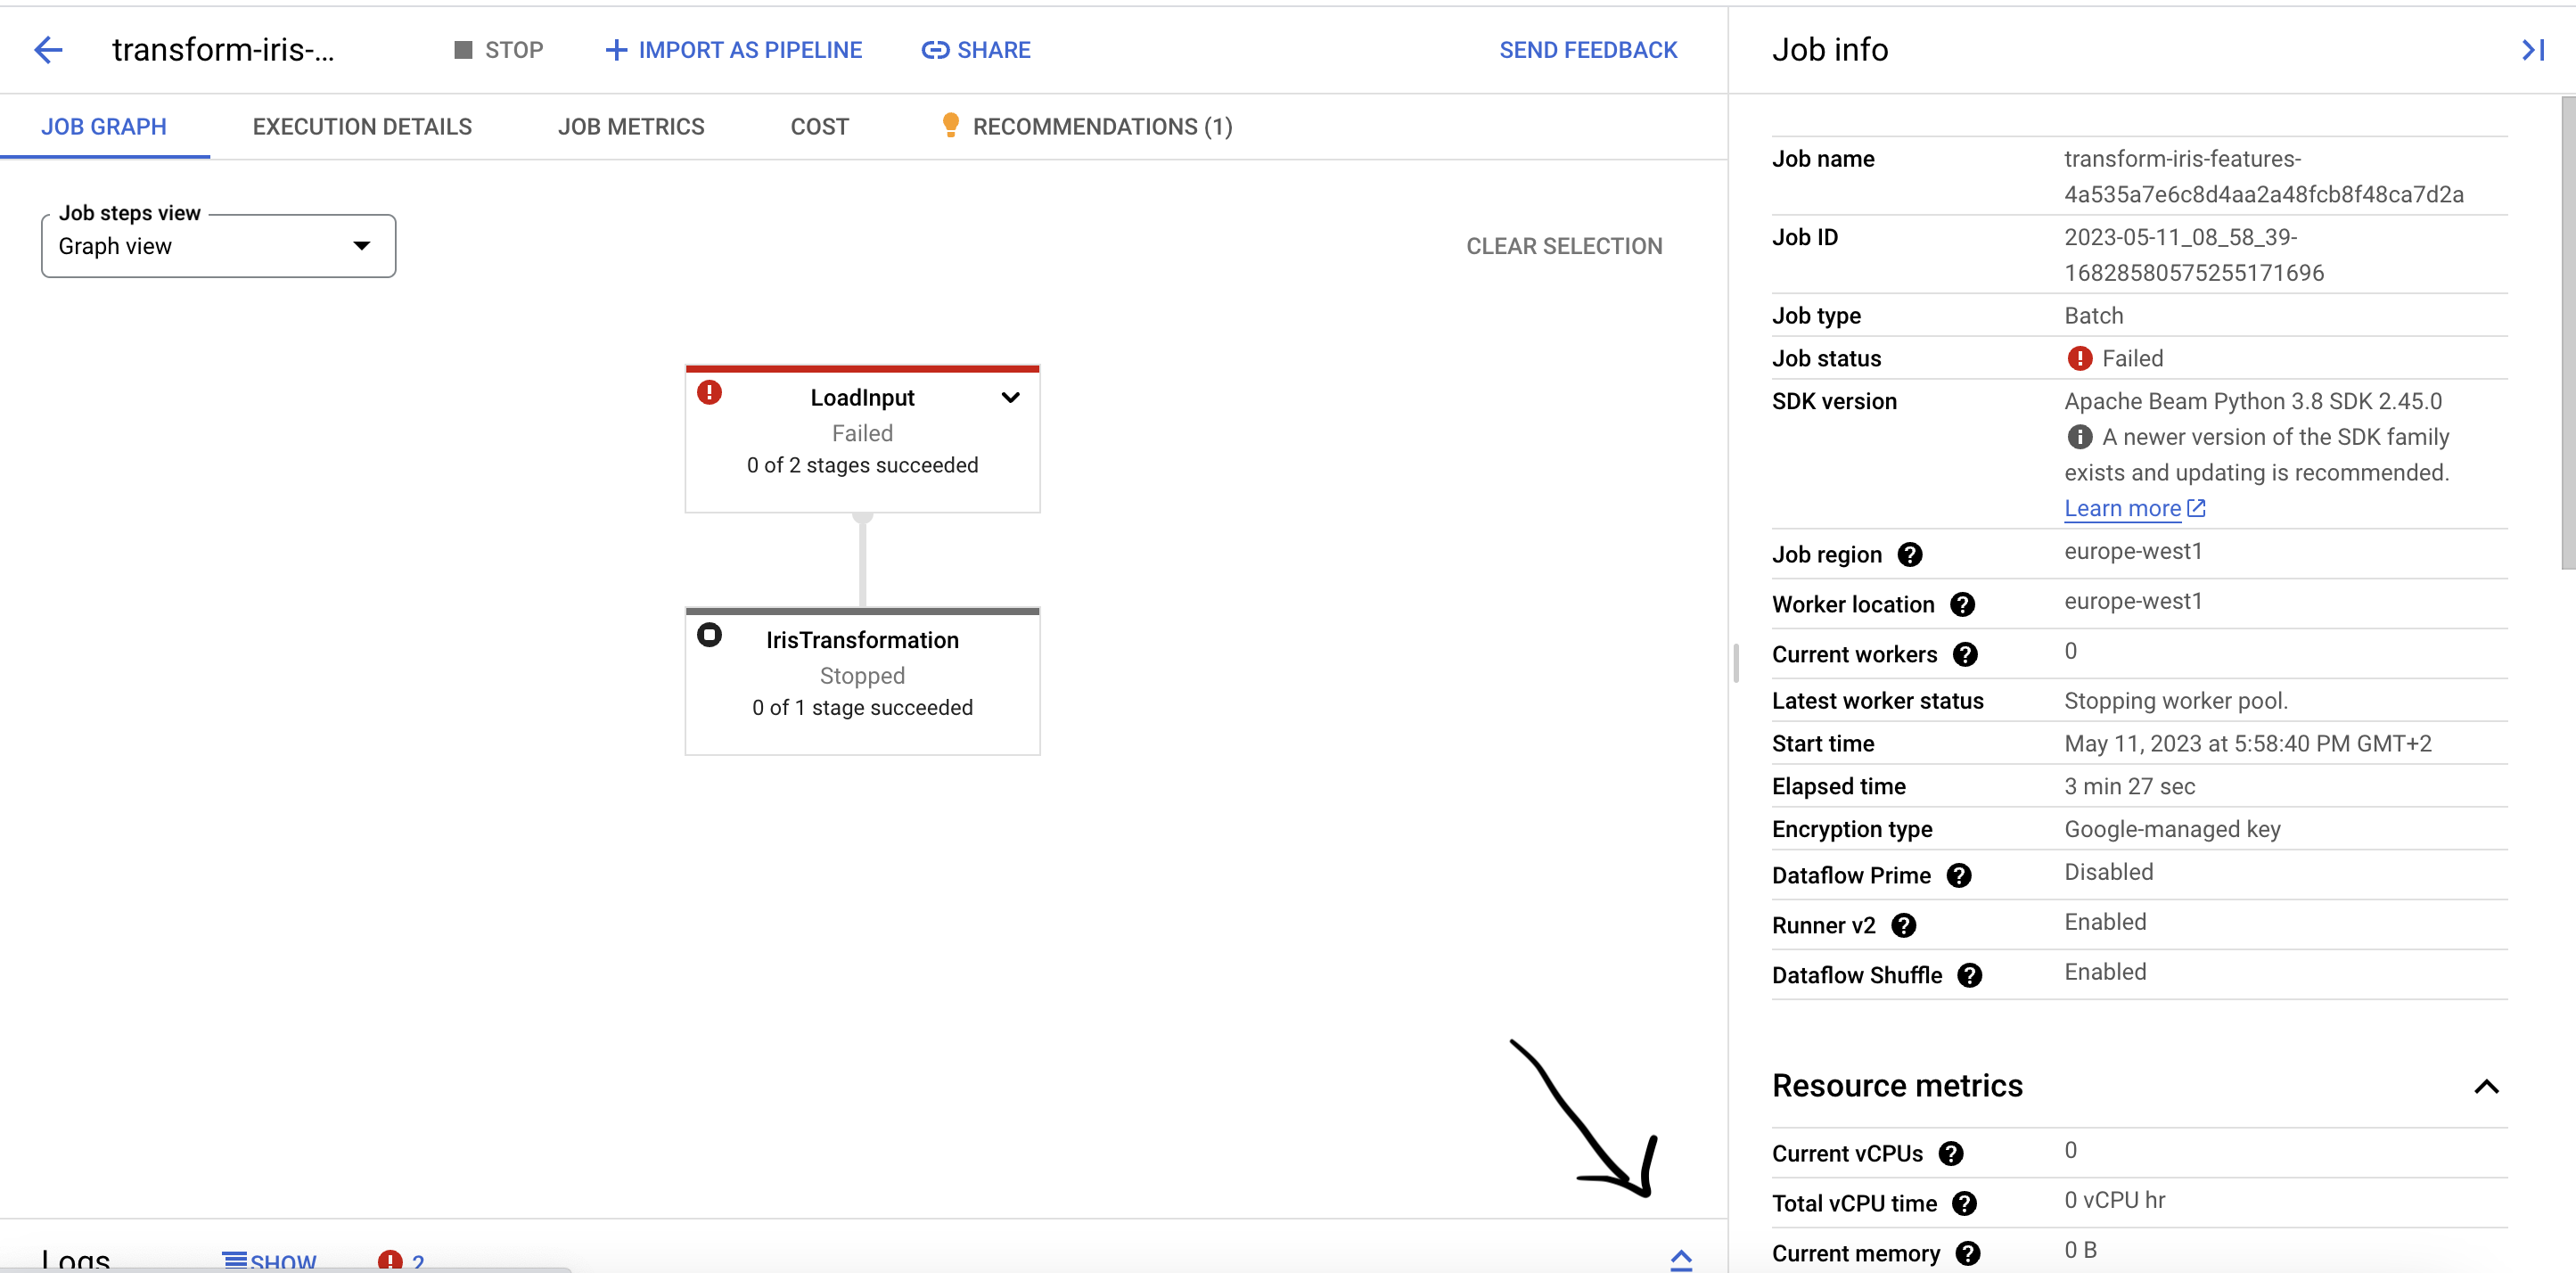 transform-iris-...
STOP
IMPORT AS PIPELINE
SHARE
SEND FEEDBACK
JOB GRAPH
EXECUTION DETAILS
JOB METRICS
COST
RECOMMENDATIONS (1)
Job steps view
Graph view
CLEAR SELECTION
LoadInput
Failed
0 of 2 stages succeeded
IrisTransformation
Stopped
0 of 1 stage succeeded
Logs
SHOW
2
Job info
Job name
transform-iris-features-
4a535a7e6c8d4aa2a48fcb8f48ca7d2a
Job ID
2023-05-11_08_58_39-
16828580575255171696
Job type
Batch
Job status
Failed
SDK version
Apache Beam Python 3.8 SDK 2.45.0
A newer version of the SDK family
exists and updating is recommended.
Learn more
Job region
europe-west1
Worker location
europe-west1
Current workers
0
Latest worker status
Stopping worker pool.
Start time
May 11, 2023 at 5:58:40 PM GMT+2
Elapsed time
3 min 27 sec
Encryption type
Google-managed key
Dataflow Prime
Disabled
Runner v2
Enabled
Dataflow Shuffle
Enabled
Resource metrics
Current vCPUs
0
Total vCPU time
0 vCPU hr
Current memory
0 B